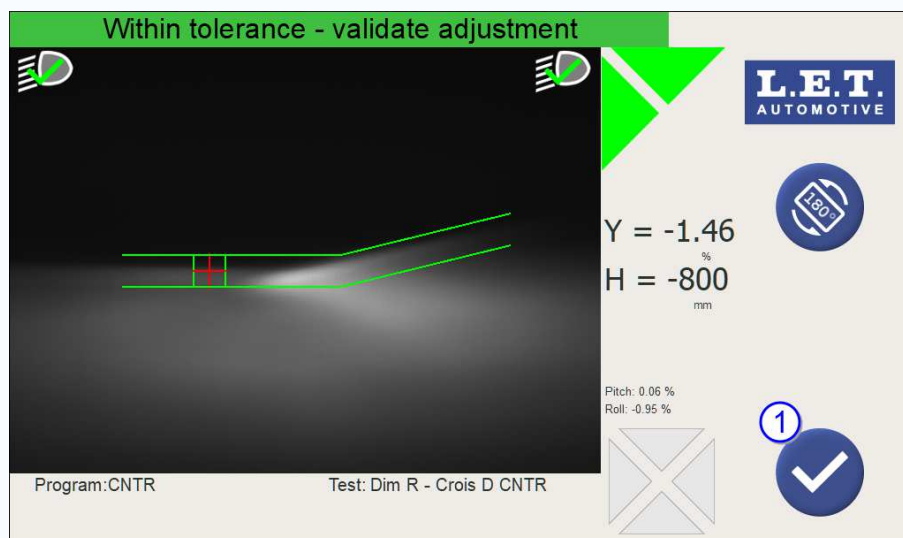 Within tolerance - validate adjustment
L.E.T.
AUTOMOTIVE
180°
Y = -1.46
%
H = -800
mm
Pitch: 0.06 %
Roll: -0.95 %
1
Program:CNTR
Test: Dim R - Crois D CNTR